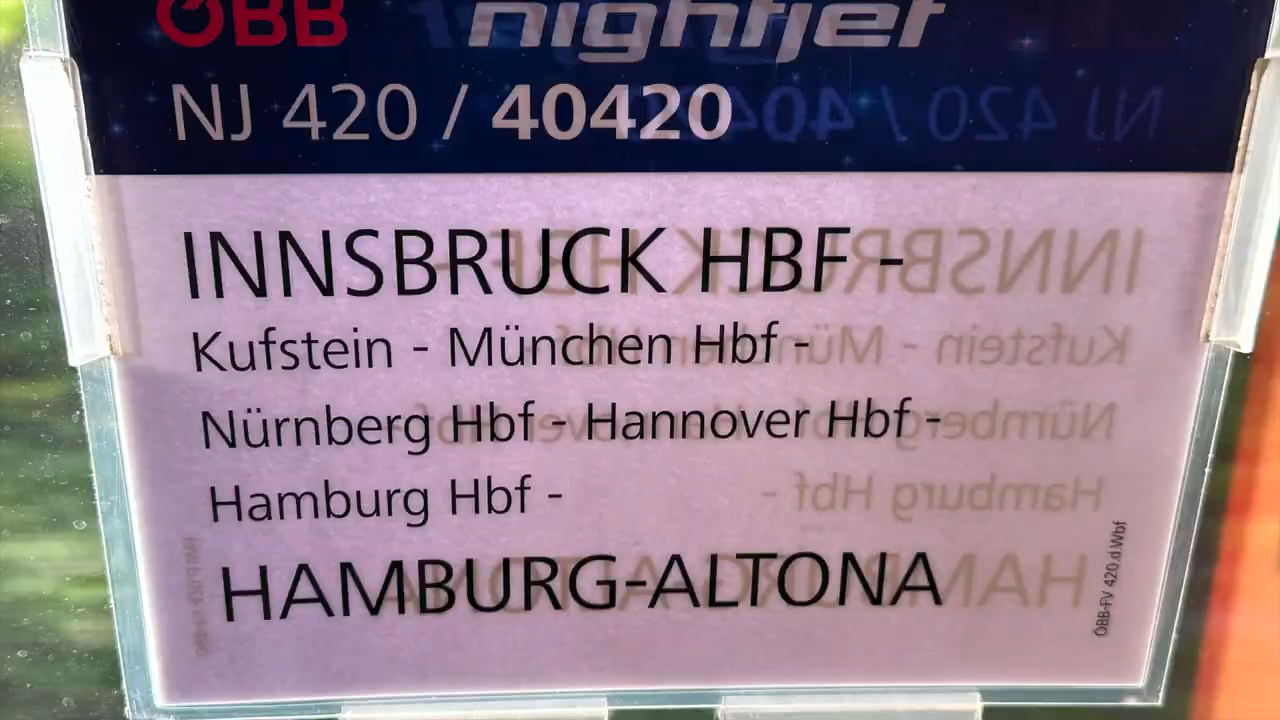 ÖBB nightjet
NJ 420 / 40420
INNSBRUCK HBF -
Kufstein - München Hbf -
Nürnberg Hbf - Hannover Hbf -
Hamburg Hbf -
HAMBURG-ALTONA
ÖBB-FV 420.d.Wbf